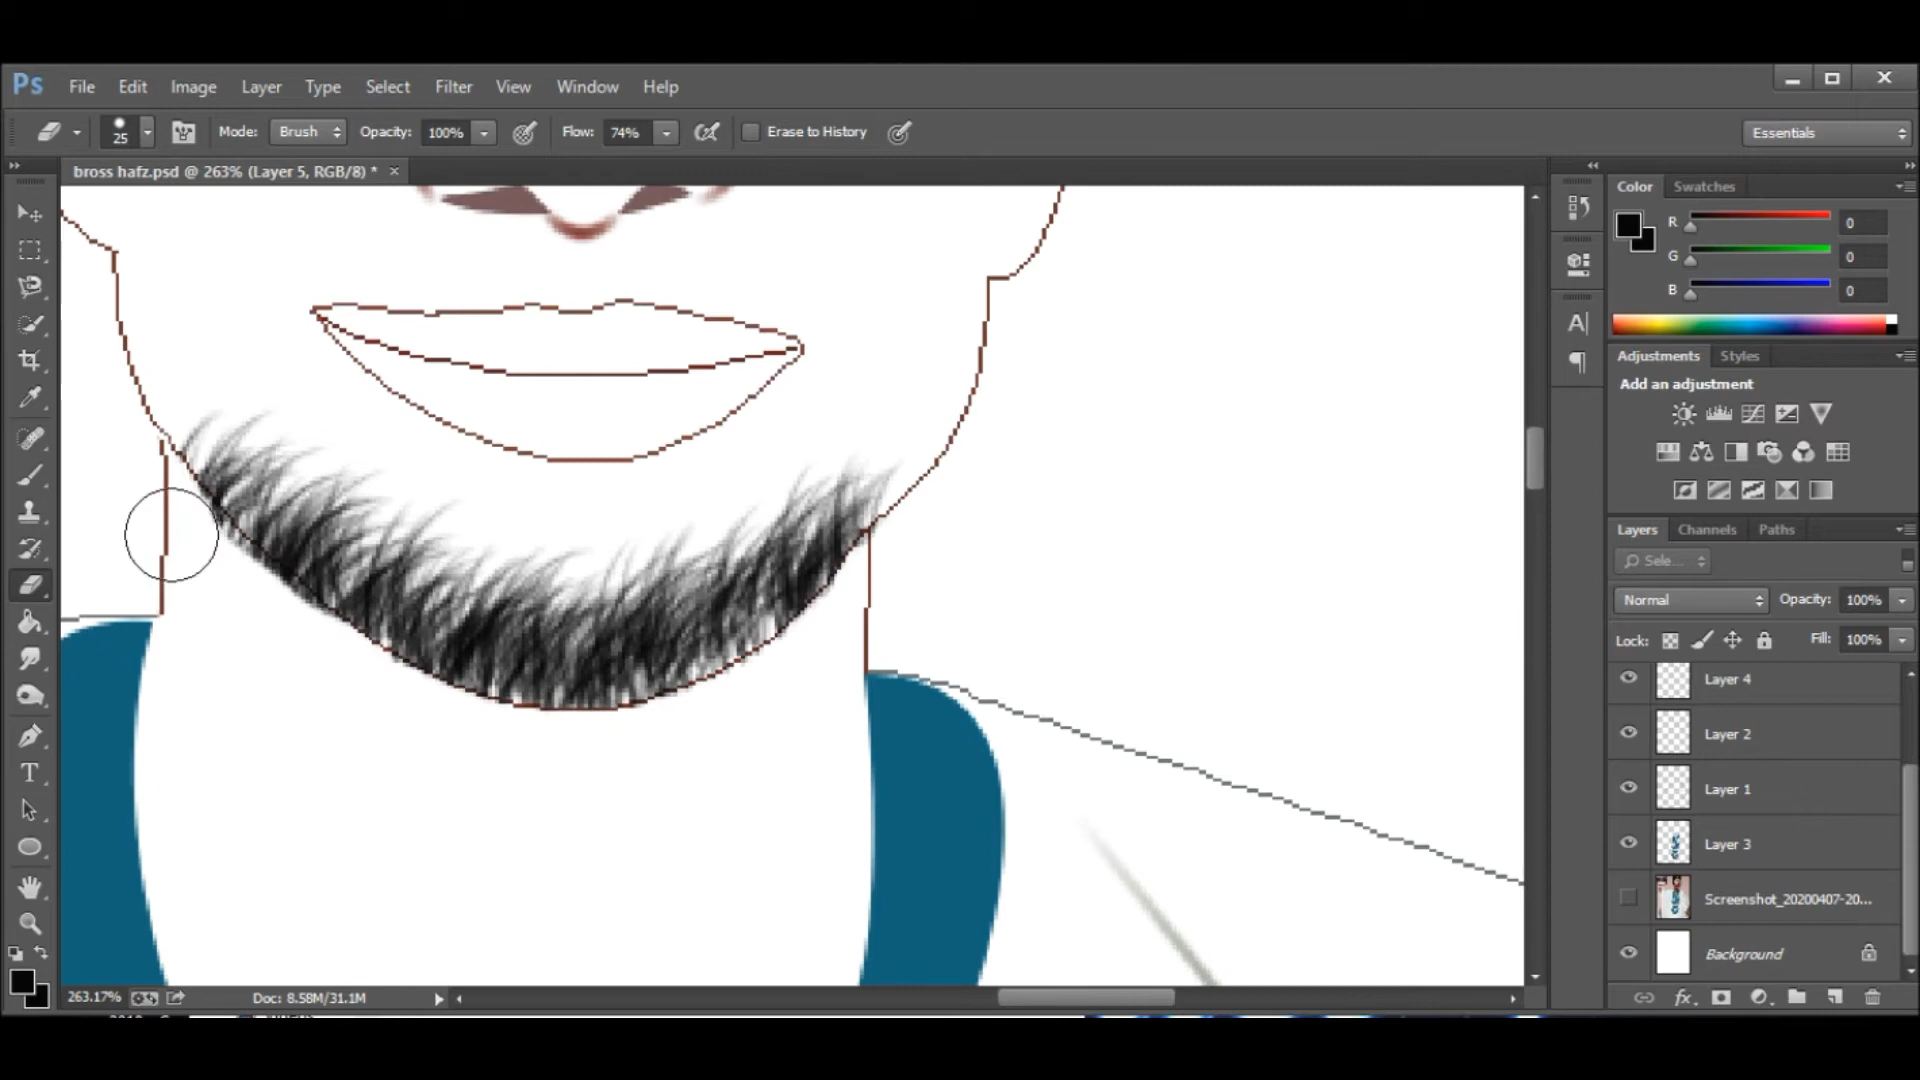 Ps File Edit Image Layer Type Select Filter View Window Help
25 Mode: Brush Opacity: 100% Flow: 74% Erase to History Essentials
bross hafz.psd @ 263% (Layer 5, RGB/8) * ×
Color Swatches
R 0
G 0
B 0
Adjustments Styles
Add an adjustment
Layers Channels Paths
Sele...
Normal Opacity: 100%
Lock: Fill: 100%
Layer 4
Layer 2
Layer 1
Layer 3
Screenshot_20200407-20...
Background
263.17% Doc: 8.58M/31.1M